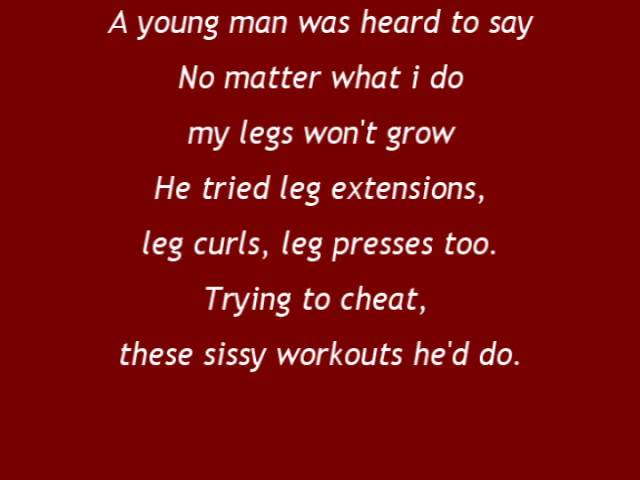 A young man was heard to say
No matter what i do
my legs won't grow
He tried leg extensions,
leg curls, leg presses too.
Trying to cheat,
these sissy workouts he'd do.